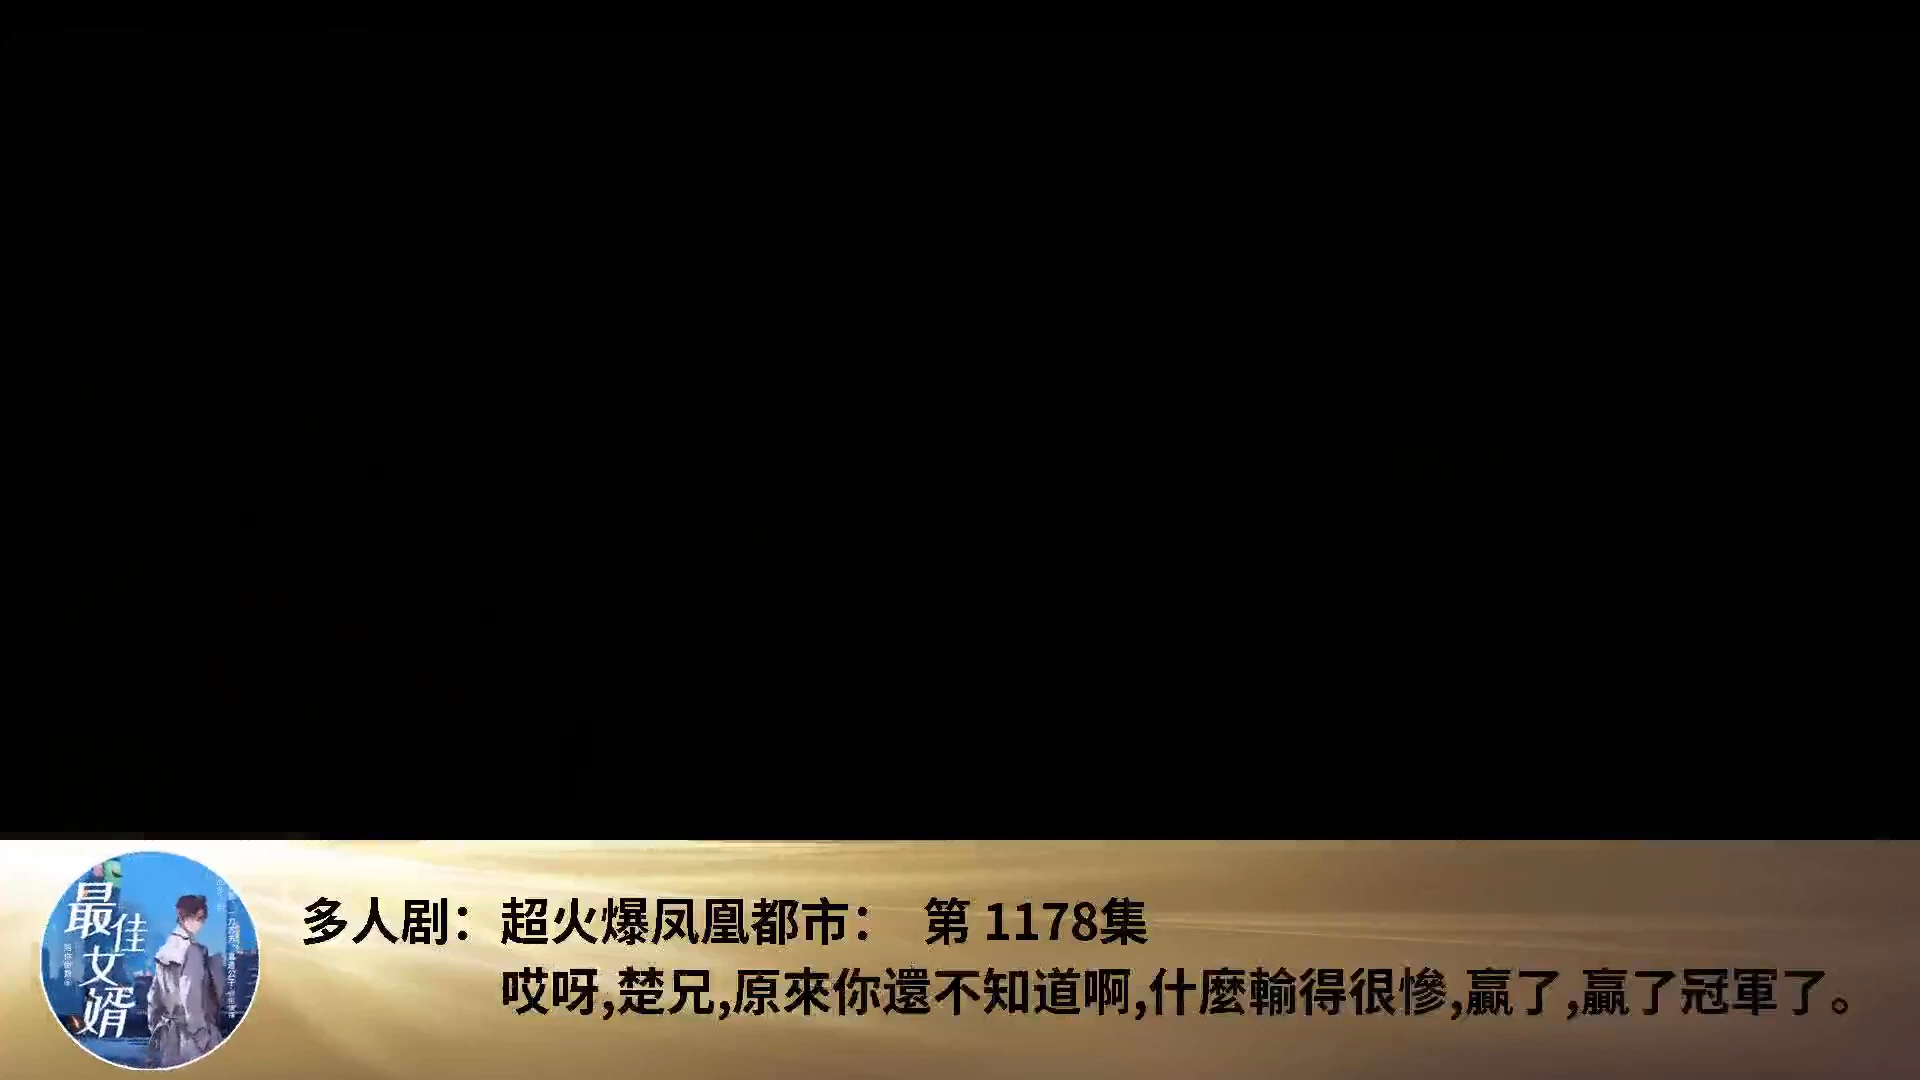 最佳女婿
多人剧：超火爆凤凰都市： 第 1178集
哎呀,楚兄,原來你還不知道啊,什麼輸得很慘,贏了,贏了冠軍了。